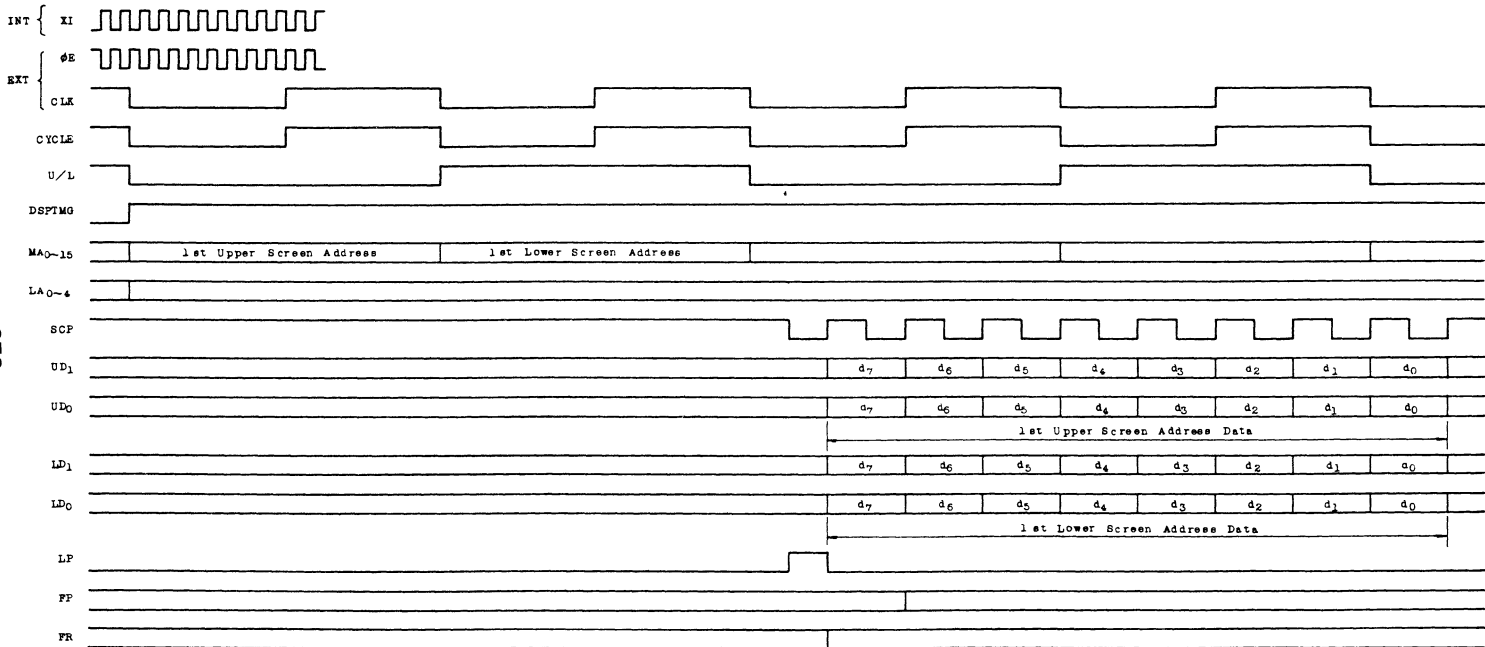 INT { XI
EXT {
φE
CLK
CYCLE
U/L
DSPTMG
MA0~15 1st Upper Screen Address 1st Lower Screen Address
LA0~4
SCP
UD1 d7 d6 d5 d4 d3 d2 d1 d0
UD0 d7 d6 d5 d4 d3 d2 d1 d0
1st Upper Screen Address Data
LD1 d7 d6 d5 d4 d3 d2 d1 d0
LD0 d7 d6 d5 d4 d3 d2 d1 d0
1st Lower Screen Address Data
LP
FP
FR